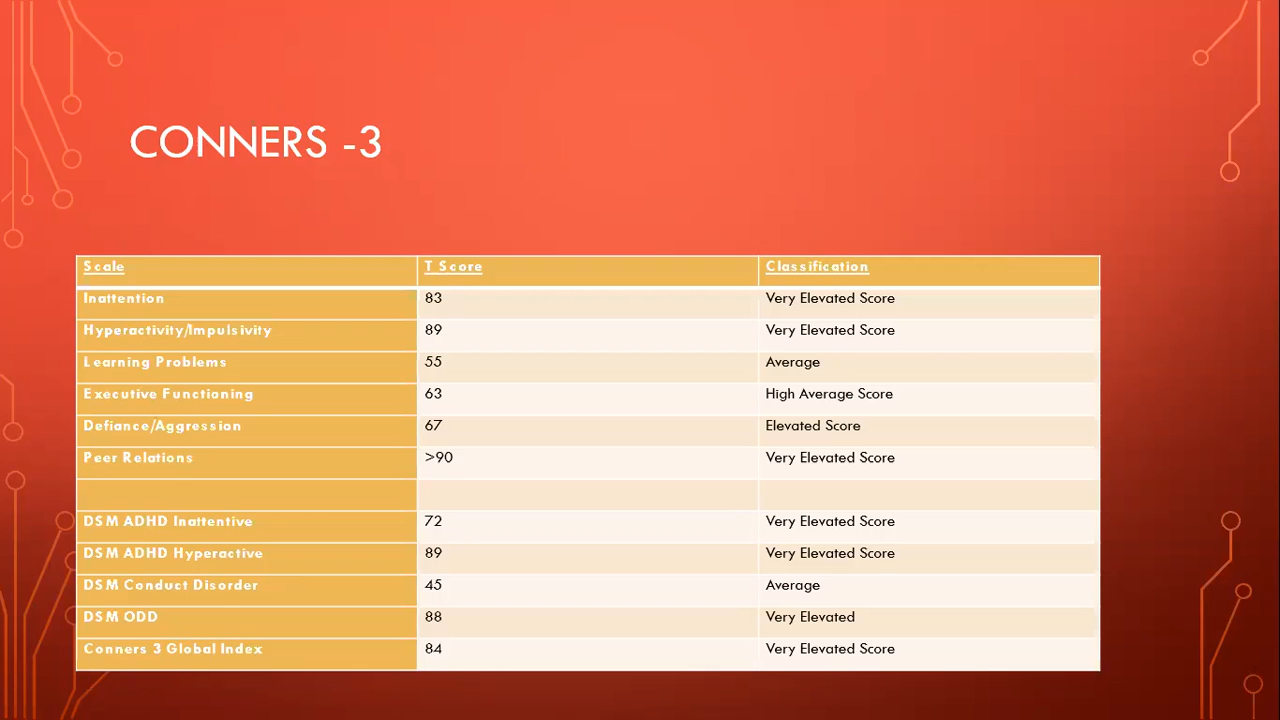 CONNERS -3
Scale T Score Classification
Inattention 83 Very Elevated Score
Hyperactivity/Impulsivity 89 Very Elevated Score
Learning Problems 55 Average
Executive Functioning 63 High Average Score
Defiance/Aggression 67 Elevated Score
Peer Relations >90 Very Elevated Score
DSM ADHD Inattentive 72 Very Elevated Score
DSM ADHD Hyperactive 89 Very Elevated Score
DSM Conduct Disorder 45 Average
DSM ODD 88 Very Elevated
Conners 3 Global Index 84 Very Elevated Score